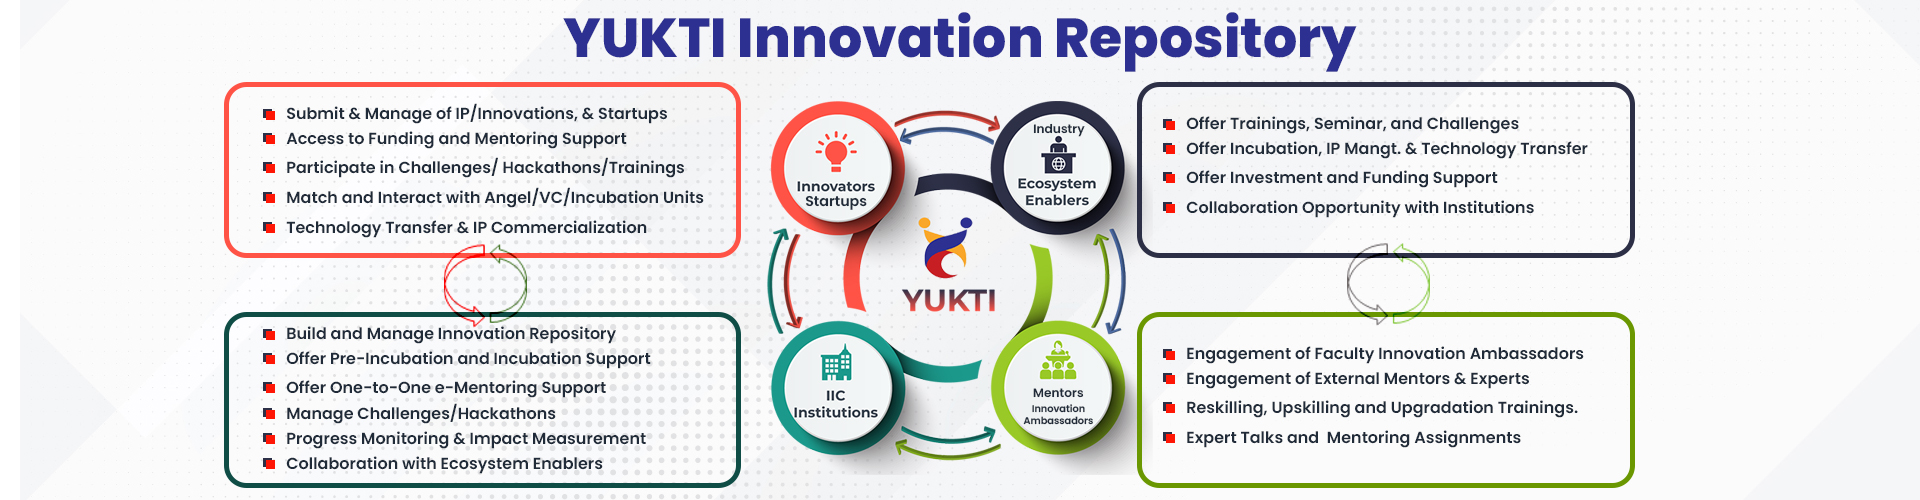 YUKTI Innovation Repository
Submit & Manage of IP/Innovations, & Startups
Access to Funding and Mentoring Support
Participate in Challenges/ Hackathons/Trainings
Match and Interact with Angel/VC/Incubation Units
Technology Transfer & IP Commercialization
Innovators
Startups
Industry
Ecosystem
Enablers
Offer Trainings, Seminar, and Challenges
Offer Incubation, IP Mangt. & Technology Transfer
Offer Investment and Funding Support
Collaboration Opportunity with Institutions
YUKTI
Build and Manage Innovation Repository
Offer Pre-Incubation and Incubation Support
Offer One-to-One e-Mentoring Support
Manage Challenges/Hackathons
Progress Monitoring & Impact Measurement
Collaboration with Ecosystem Enablers
IIC
Institutions
Mentors
Innovation
Ambassadors
Engagement of Faculty Innovation Ambassadors
Engagement of External Mentors & Experts
Reskilling, Upskilling and Upgradation Trainings.
Expert Talks and  Mentoring Assignments